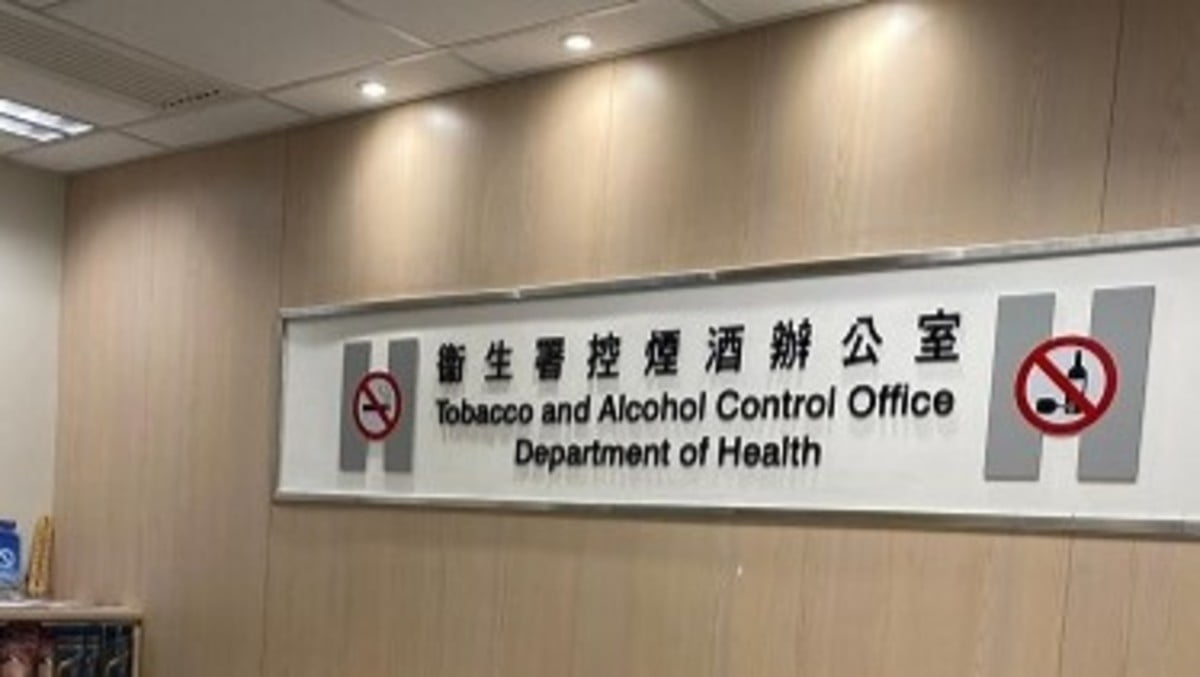 衞生署控煙酒辦公室
Tobacco and Alcohol Control Office
Department of Health